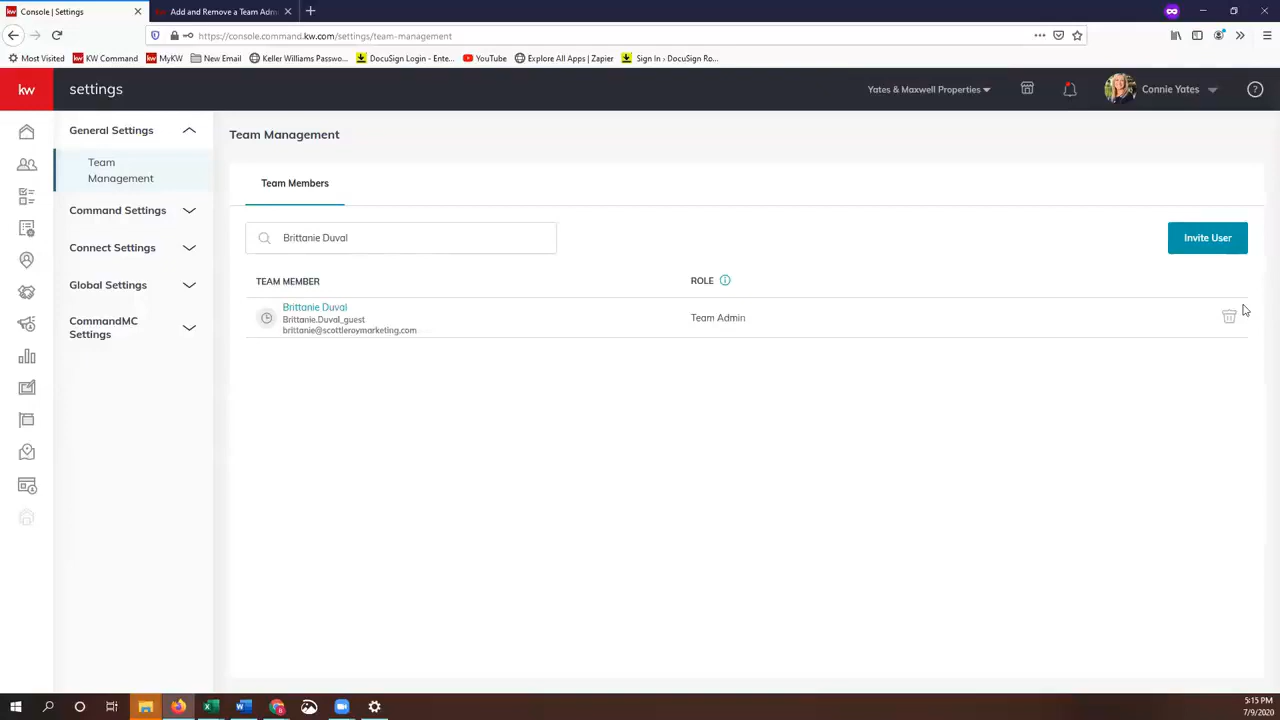 Console | Settings
Add and Remove a Team Adm
https://console.command.kw.com/settings/team-management
Most Visited
KW Command
MyKW
New Email
Keller Williams Passwo...
DocuSign Login - Ente...
YouTube
Explore All Apps | Zapier
Sign In › DocuSign Ro...
kw
settings
Yates & Maxwell Properties
Connie Yates
General Settings
Team
Management
Command Settings
Connect Settings
Global Settings
CommandMC
Settings
Team Management
Team Members
Brittanie Duval
Invite User
TEAM MEMBER
ROLE
Brittanie Duval
Brittanie.Duval_guest
brittanie@scottleroymarketing.com
Team Admin
5:15 PM
7/9/2020